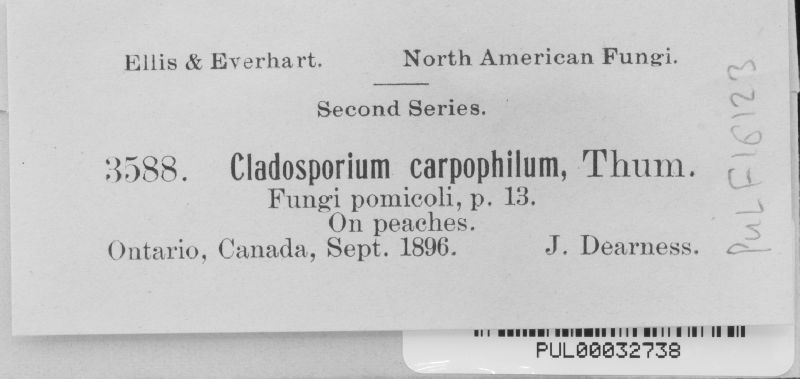 Ellis & Everhart. North American Fungi.
Second Series.
3588. Cladosporium carpophilum, Thum.
Fungi pomicoli, p. 13.
On peaches.
Ontario, Canada, Sept. 1896. J. Dearness.
PUL F16123
PUL00032738